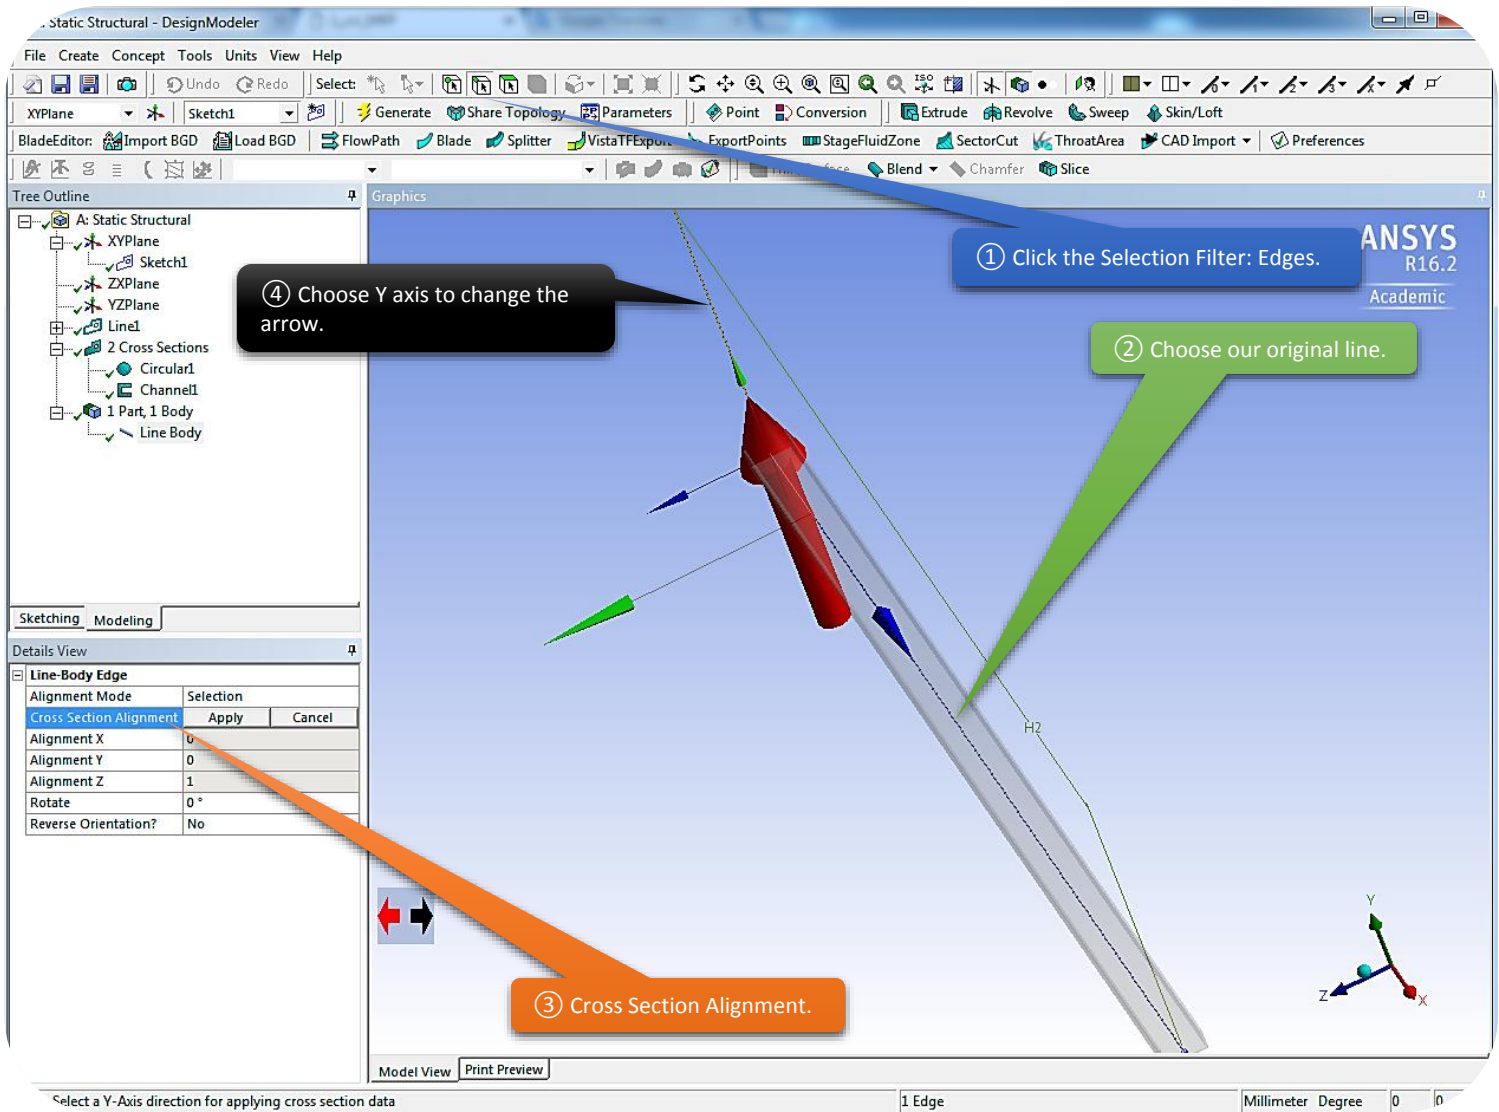 Static Structural - DesignModeler
File Create Concept Tools Units View Help
Undo Redo Select: ISO
XYPlane Sketch1 Generate Share Topology Parameters Point Conversion Extrude Revolve Sweep Skin/Loft
BladeEditor: Import BGD Load BGD FlowPath Blade Splitter VistaTFExport ExportPoints StageFluidZone SectorCut ThroatArea CAD Import Preferences
Blend Chamfer Slice
Tree Outline
Graphics
A: Static Structural
XYPlane
Sketch1
ZXPlane
YZPlane
Line1
2 Cross Sections
Circular1
Channel1
1 Part, 1 Body
Line Body
ANSYS
R16.2
Academic
① Click the Selection Filter: Edges.
② Choose our original line.
④ Choose Y axis to change the
arrow.
H2
Sketching Modeling
Details View
Line-Body Edge
Alignment Mode Selection
Cross Section Alignment Apply Cancel
Alignment X 0
Alignment Y 0
Alignment Z 1
Rotate 0 °
Reverse Orientation? No
③ Cross Section Alignment.
Y
Z
X
Model View Print Preview
Select a Y-Axis direction for applying cross section data 1 Edge Millimeter Degree 0 0